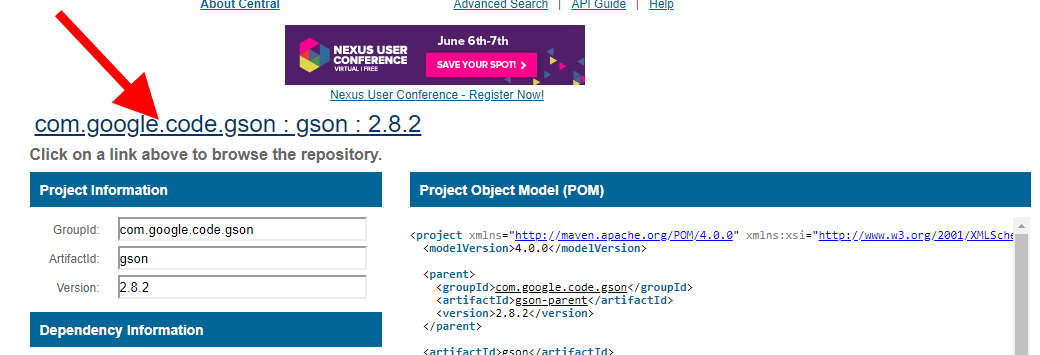 About Central
Advanced Search | API Guide | Help
NEXUS USER
CONFERENCE
VIRTUAL | FREE
June 6th-7th
SAVE YOUR SPOT!
Nexus User Conference - Register Now!
com.google.code.gson : gson : 2.8.2
Click on a link above to browse the repository.
Project Information
GroupId: com.google.code.gson
ArtifactId: gson
Version: 2.8.2
Dependency Information
Project Object Model (POM)
<project xmlns="http://maven.apache.org/POM/4.0.0" xmlns:xsi="http://www.w3.org/2001/XMLSche
<modelVersion>4.0.0</modelVersion>
<parent>
<groupId>com.google.code.gson</groupId>
<artifactId>gson-parent</artifactId>
<version>2.8.2</version>
</parent>
<artifactId>gson</artifactId>